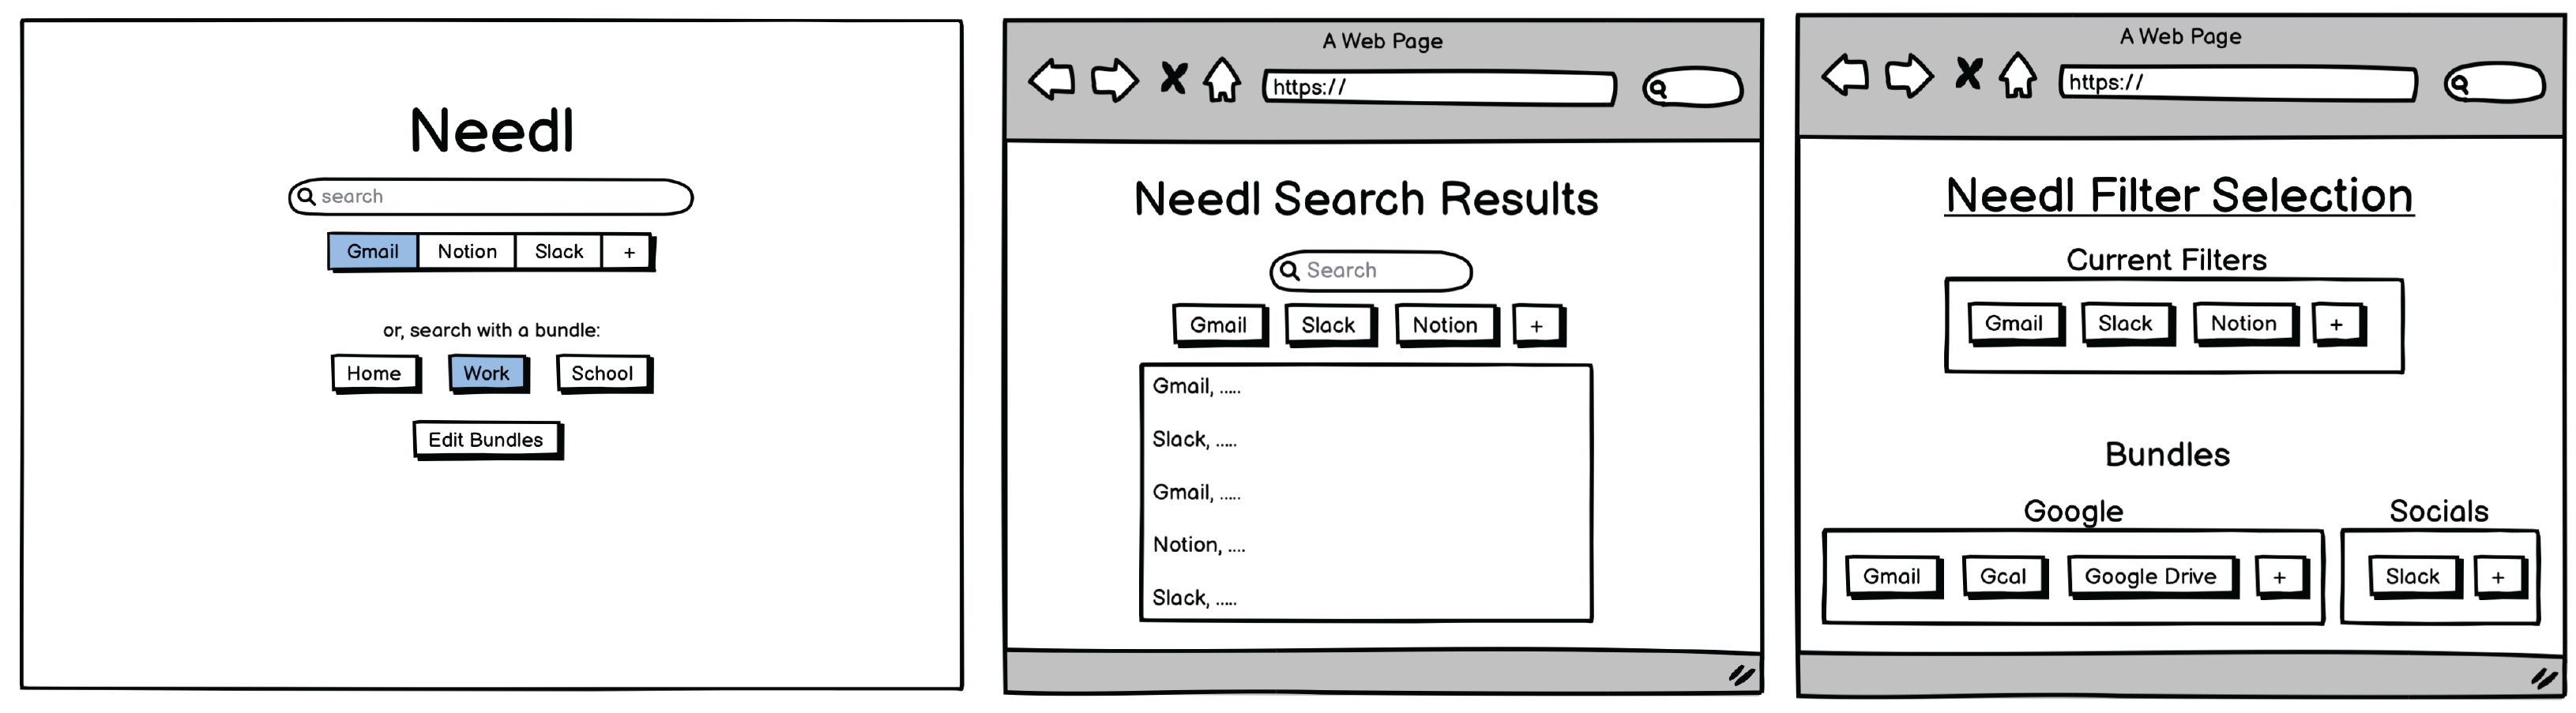 Needl
search
Gmail Notion Slack +
or, search with a bundle:
Home Work School
Edit Bundles
A Web Page
https://
Needl Search Results
Search
Gmail Slack Notion +
Gmail, .....
Slack, .....
Gmail, .....
Notion, ....
Slack, .....
A Web Page
https://
Needl Filter Selection
Current Filters
Gmail Slack Notion +
Bundles
Google
Gmail Gcal Google Drive +
Socials
Slack +